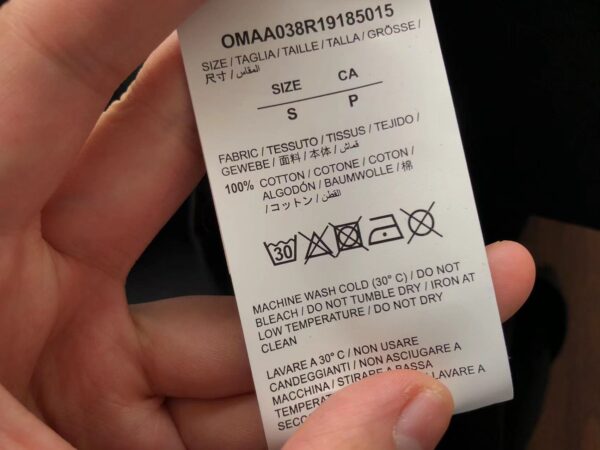 OMAA038R19185015
SIZE / TAGLIA / TAILLE / TALLA / GRÖSSE /
尺寸 / المقاس
SIZE CA
S P
FABRIC / TESSUTO / TISSUS / TEJIDO /
GEWEBE / 面料 / 本体 / قماش
100% COTTON / COTONE / COTON /
ALGODÓN / BAUMWOLLE / 棉
/ コットン / القطن
30
MACHINE WASH COLD (30° C) / DO NOT
BLEACH / DO NOT TUMBLE DRY / IRON AT
LOW TEMPERATURE / DO NOT DRY
CLEAN
LAVARE A 30° C / NON USARE
CANDEGGIANTI / NON ASCIUGARE A
MACCHINA / STIRARE A BASSA
TEMPERAT LAVARE A
SECC